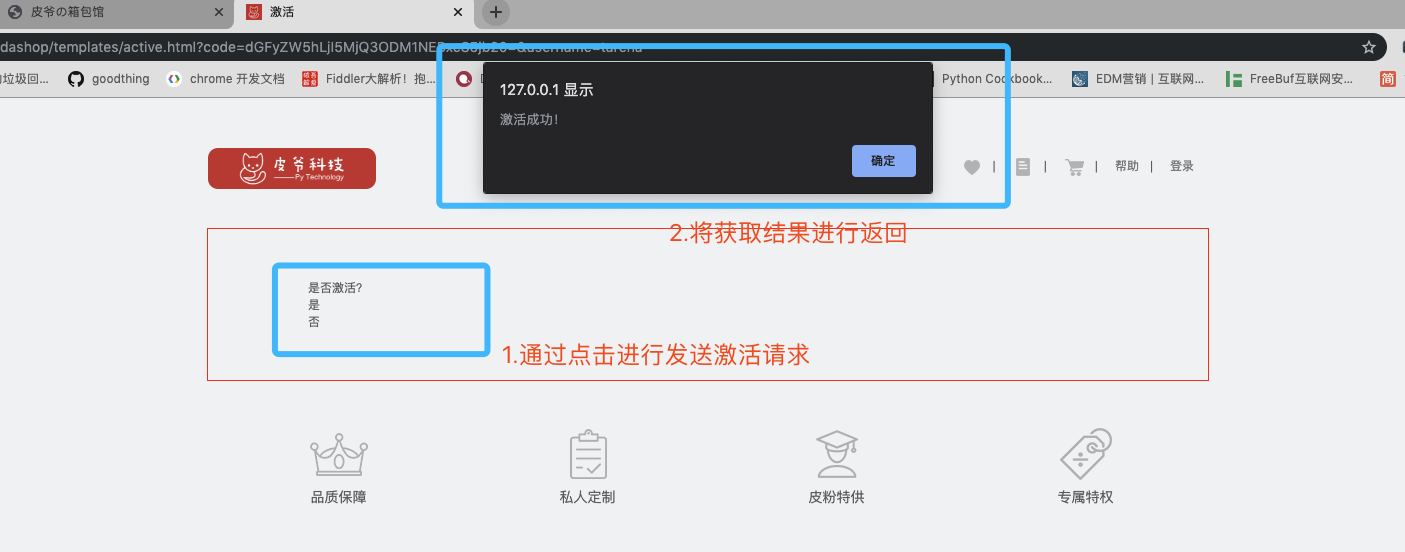 皮爷の箱包馆
激活
dashop/templates/active.html?code=dGFyZW5hLjI5MjQ3ODM1NE
垃圾回...
goodthing
chrome 开发文档
Fiddler大解析！抱...
Python Cookbook...
EDM营销 | 互联网...
FreeBuf互联网安...
简
127.0.0.1 显示
激活成功！
确定
皮爷科技
Py Technology
| | | 帮助 | 登录
2.将获取结果进行返回
是否激活?
是
否
1.通过点击进行发送激活请求
品质保障
私人定制
皮粉特供
专属特权